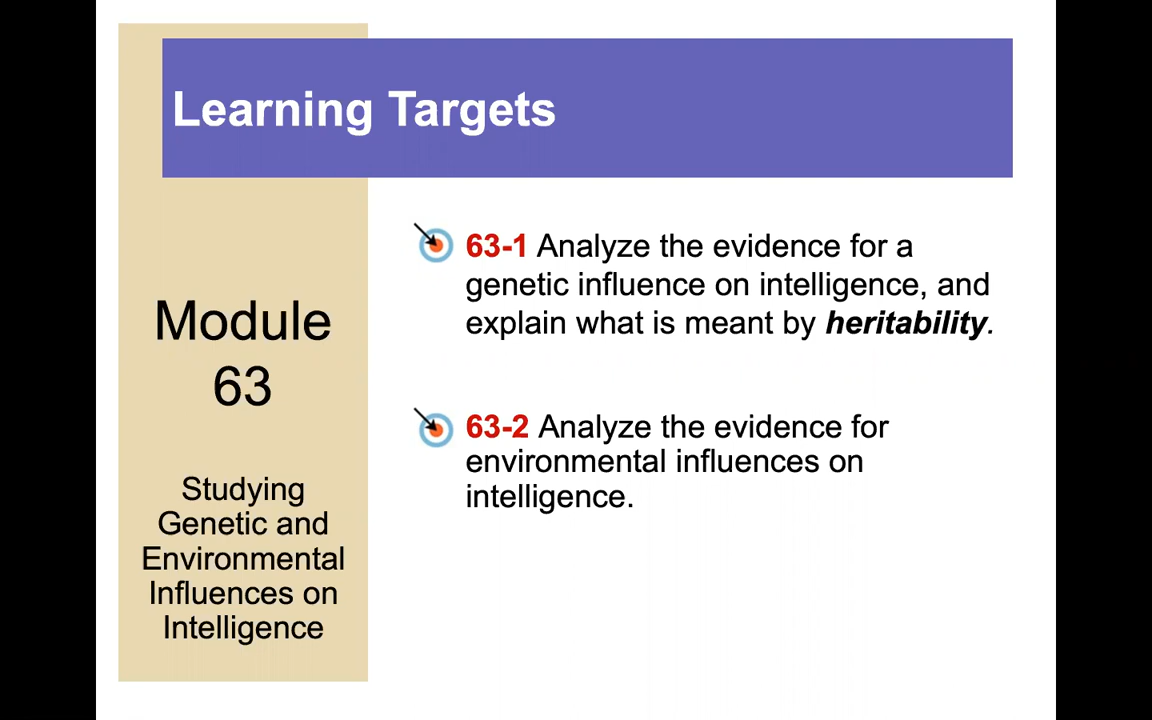 Learning Targets
Module
63
Studying
Genetic and
Environmental
Influences on
Intelligence
63-1 Analyze the evidence for a
genetic influence on intelligence, and
explain what is meant by heritability.
63-2 Analyze the evidence for
environmental influences on
intelligence.